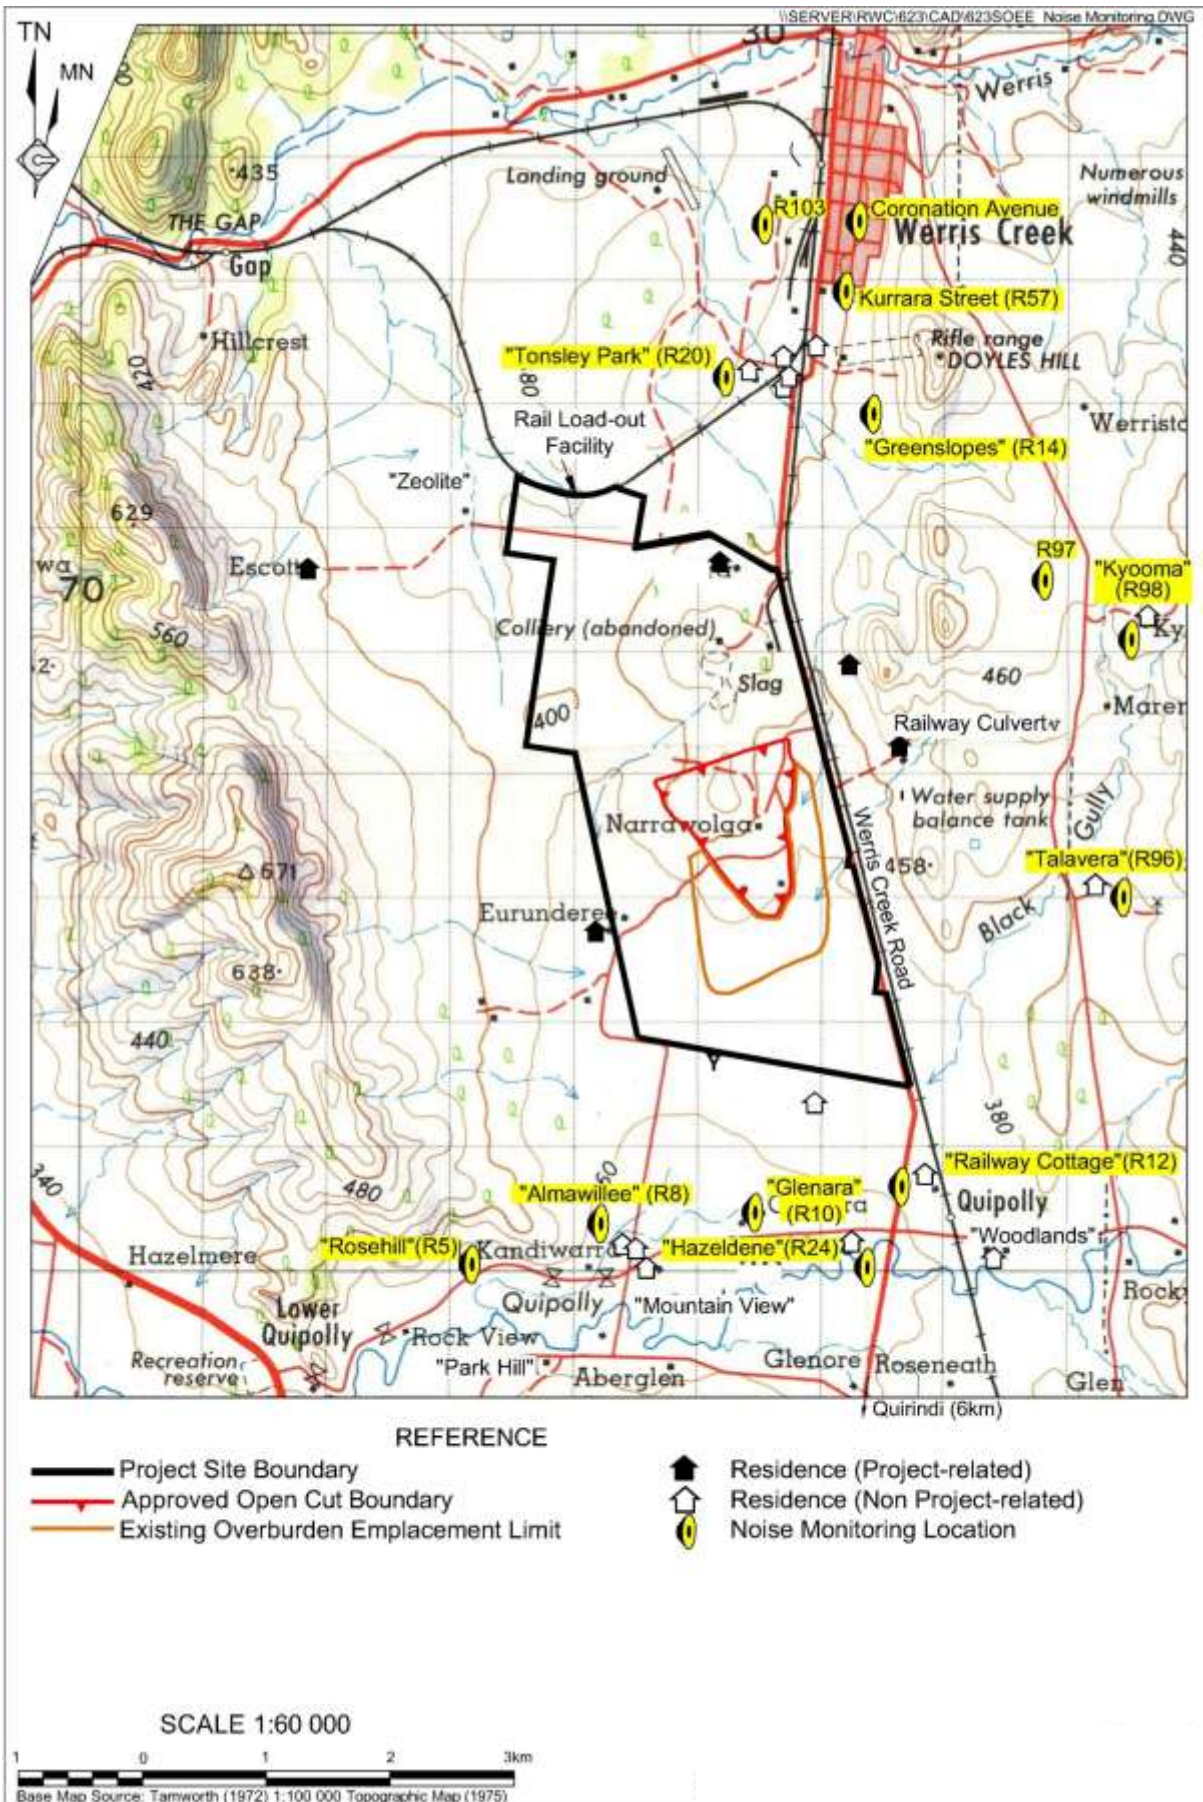 \\SERVER\RWC\623\CAD\623SOEE_Noise Monitoring.DWG
TN
MN
30
Werris
435
Landing ground
Numerous
windmills
THE GAP
R103
Coronation Avenue
Werris Creek
440
Gap
Kurrara Street (R57)
Hillcrest
Rifle range
DOYLES HILL
"Tonsley Park" (R20)
420
80
Rail Load-out
Facility
"Greenslopes" (R14)
"Zeolite"
629
R97
"Kyooma"
(R98)
wa
70
Escott
Ky
560
Colliery (abandoned)
460
Slag
400
Marer
Railway Culvert
Water supply
balance tank
Gully
Narrawolga
Werris Creek Road
458
"Talavera"(R96)
671
Eurunderee
Black
638
440
380
"Railway Cottage"(R12)
480
340
"Almawillee" (R8)
"Glenara"
(R10)
Quipolly
"Woodlands"
Hazelmere
"Rosehill"(R5)
Kandiwarra
"Hazeldene"(R24)
Rock
Lower
Quipolly
Quipolly
"Mountain View"
Rock View
Recreation
reserve
"Park Hill"
Aberglen
Glenore
Roseneath
Glen
Quirindi (6km)
REFERENCE
Project Site Boundary
Residence (Project-related)
Approved Open Cut Boundary
Residence (Non Project-related)
Existing Overburden Emplacement Limit
Noise Monitoring Location
SCALE 1:60 000
1 0 1 2 3km
Base Map Source: Tamworth (1972) 1:100 000 Topographic Map (1975)